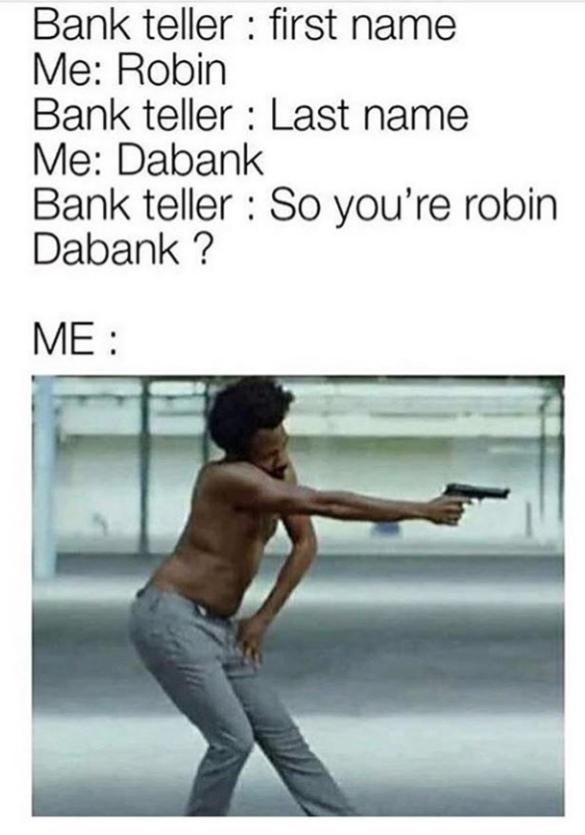 Bank teller : first name
Me: Robin
Bank teller : Last name
Me: Dabank
Bank teller : So you're robin
Dabank ?
ME :